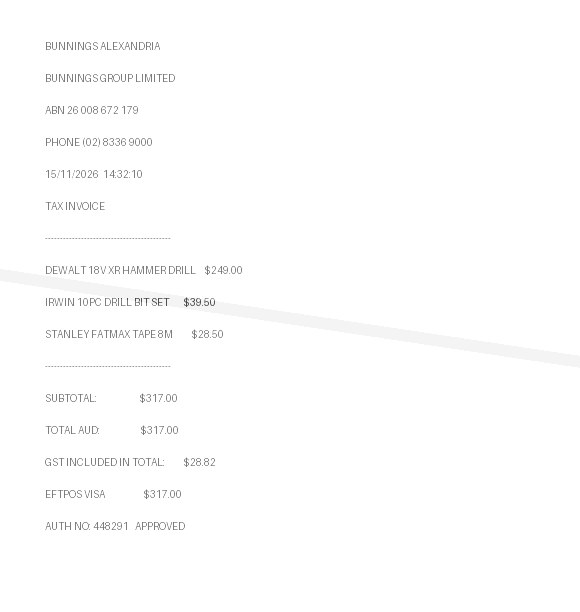 BUNNINGS ALEXANDRIA
BUNNINGS GROUP LIMITED
ABN 26 008 672 179
PHONE (02) 8336 9000
15/11/2026 14:32:10
TAX INVOICE
------------------------------------------
DEWALT 18V XR HAMMER DRILL $249.00
IRWIN 10PC DRILL BIT SET $39.50
STANLEY FATMAX TAPE 8M $28.50
------------------------------------------
SUBTOTAL: $317.00
TOTAL AUD: $317.00
GST INCLUDED IN TOTAL: $28.82
EFTPOS VISA $317.00
AUTH NO: 448291 APPROVED